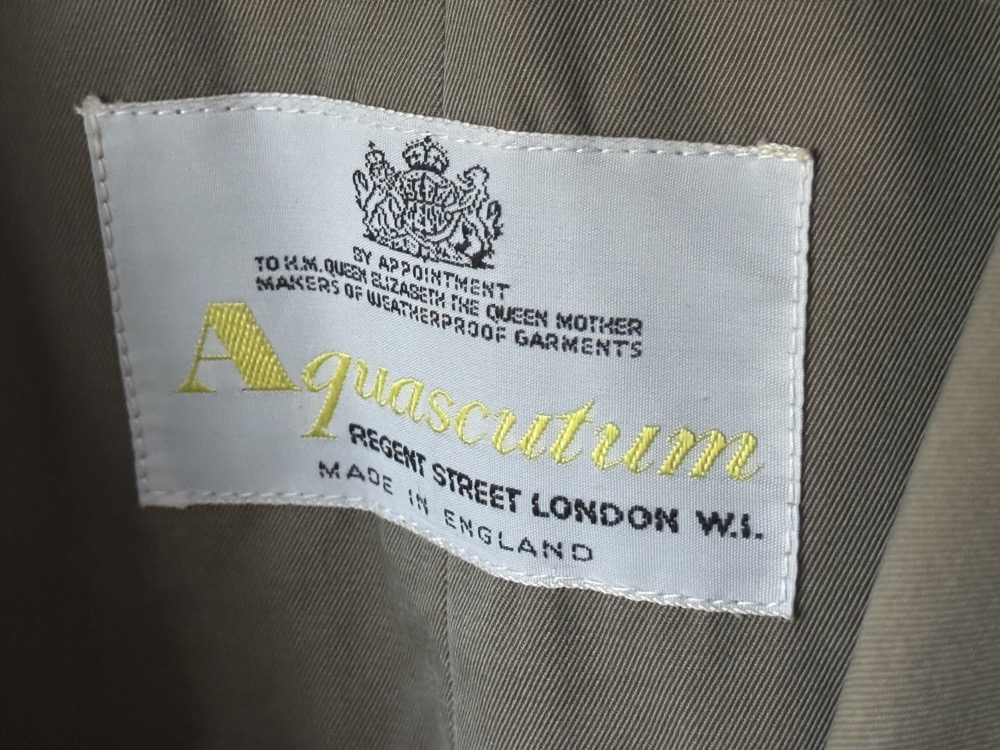 BY APPOINTMENT
TO H.M. QUEEN ELIZABETH THE QUEEN MOTHER
MAKERS OF WEATHERPROOF GARMENTS
Aquascutum
REGENT STREET LONDON W.I.
MADE IN ENGLAND